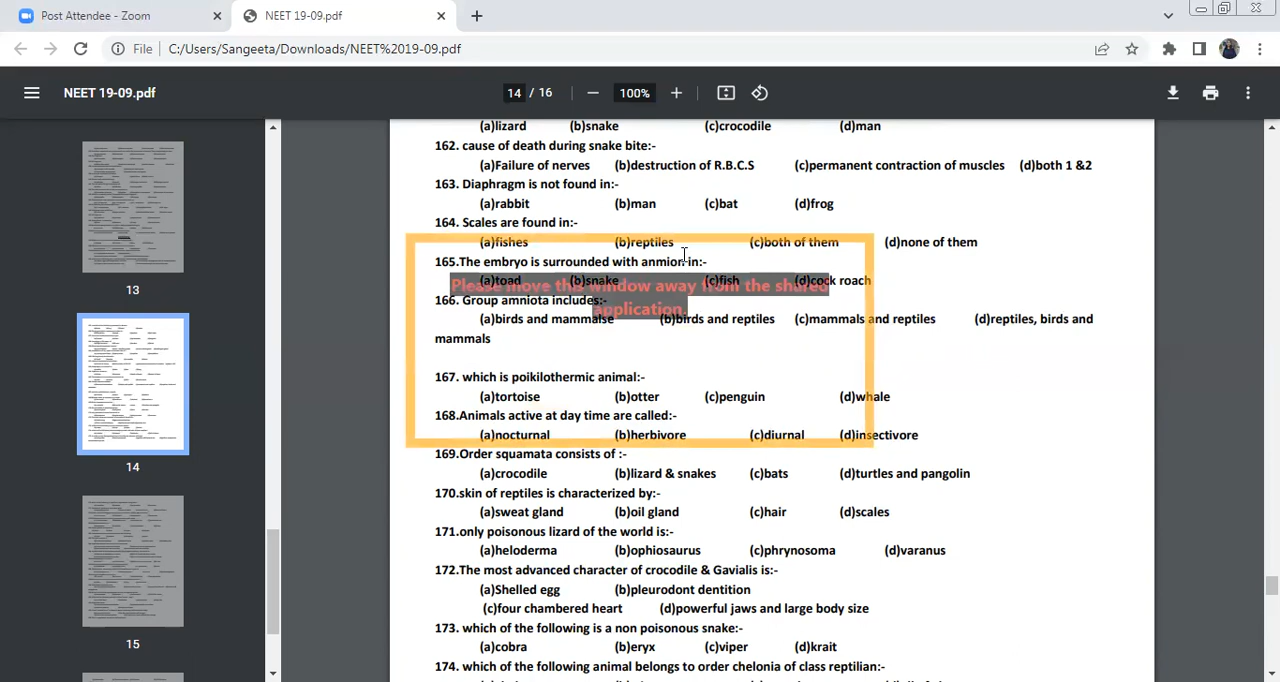 Post Attendee - Zoom
NEET 19-09.pdf
File
C:/Users/Sangeeta/Downloads/NEET%2019-09.pdf
NEET 19-09.pdf
14 / 16
100%
13
14
15
(a)lizard (b)snake (c)crocodile (d)man
162. cause of death during snake bite:-
(a)Failureof nerves (b)destruction of R.B.C.S (c)permenent contraction of muscles (d)both 1 &2
163. Diaphragm is not found in:-
(a)rabbit (b)man (c)bat (d)frog
164. Scales are found in:-
(a)fishes (b)reptiles (c)both of them (d)none of them
165.The embryo is surrounded with anmion in:-
(a)toad (b)snake (c)fish (d)cock roach
Please move this window away from the shared
application.
166. Group amniota includes:-
(a)birds and mammalse (b)birds and reptiles (c)mammals and reptiles (d)reptiles, birds and
mammals
167. which is poikilothermic animal:-
(a)tortoise (b)otter (c)penguin (d)whale
168.Animals active at day time are called:-
(a)nocturnal (b)herbivore (c)diurnal (d)insectivore
169.Order squamata consists of :-
(a)crocodile (b)lizard & snakes (c)bats (d)turtles and pangolin
170.skin of reptiles is characterized by:-
(a)sweat gland (b)oil gland (c)hair (d)scales
171.only poisonous lizard of the world is:-
(a)heloderma (b)ophiosaurus (c)phrynosoma (d)varanus
172.The most advanced character of crocodile & Gavialis is:-
(a)Shelled egg (b)pleurodont dentition
(c)four chambered heart (d)powerful jaws and large body size
173. which of the following is a non poisonous snake:-
(a)cobra (b)eryx (c)viper (d)krait
174. which of the following animal belongs to order chelonia of class reptilian:-